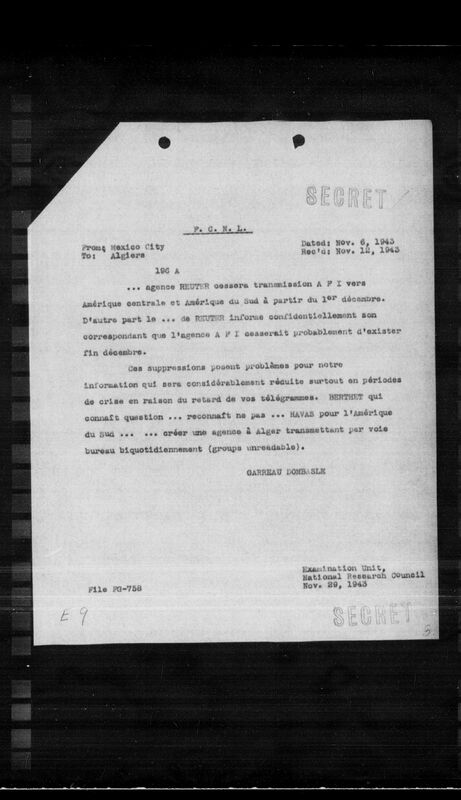 SECRET
F. C. N. L.
From: Mexico City
To: Algiers
Dated: Nov. 6, 1943
Rec'd: Nov. 12, 1943
196 A
... agence REUTER cessera transmission A F I vers
Amérique centrale et Amérique du Sud à partir du 1er décembre.
D'autre part le ... de REUTER informe confidentiellement son
correspondant que l'agence A F I cesserait probablement d'exister
fin décembre.
Ces suppressions posent problèmes pour notre
information qui sera considérablement réduite surtout en périodes
de crise en raison du retard de vos télégrammes. BERTHET qui
connaît question ... reconnaît ne pas ... HAVAS pour l'Amérique
du Sud ... ... créer une agence à Alger transmettant par voie
bureau biquotidiennement (groups unreadable).
GARREAU DOMBASLE
Examination Unit,
National Research Council
Nov. 29, 1943
File FG-758
E 9
SECRET